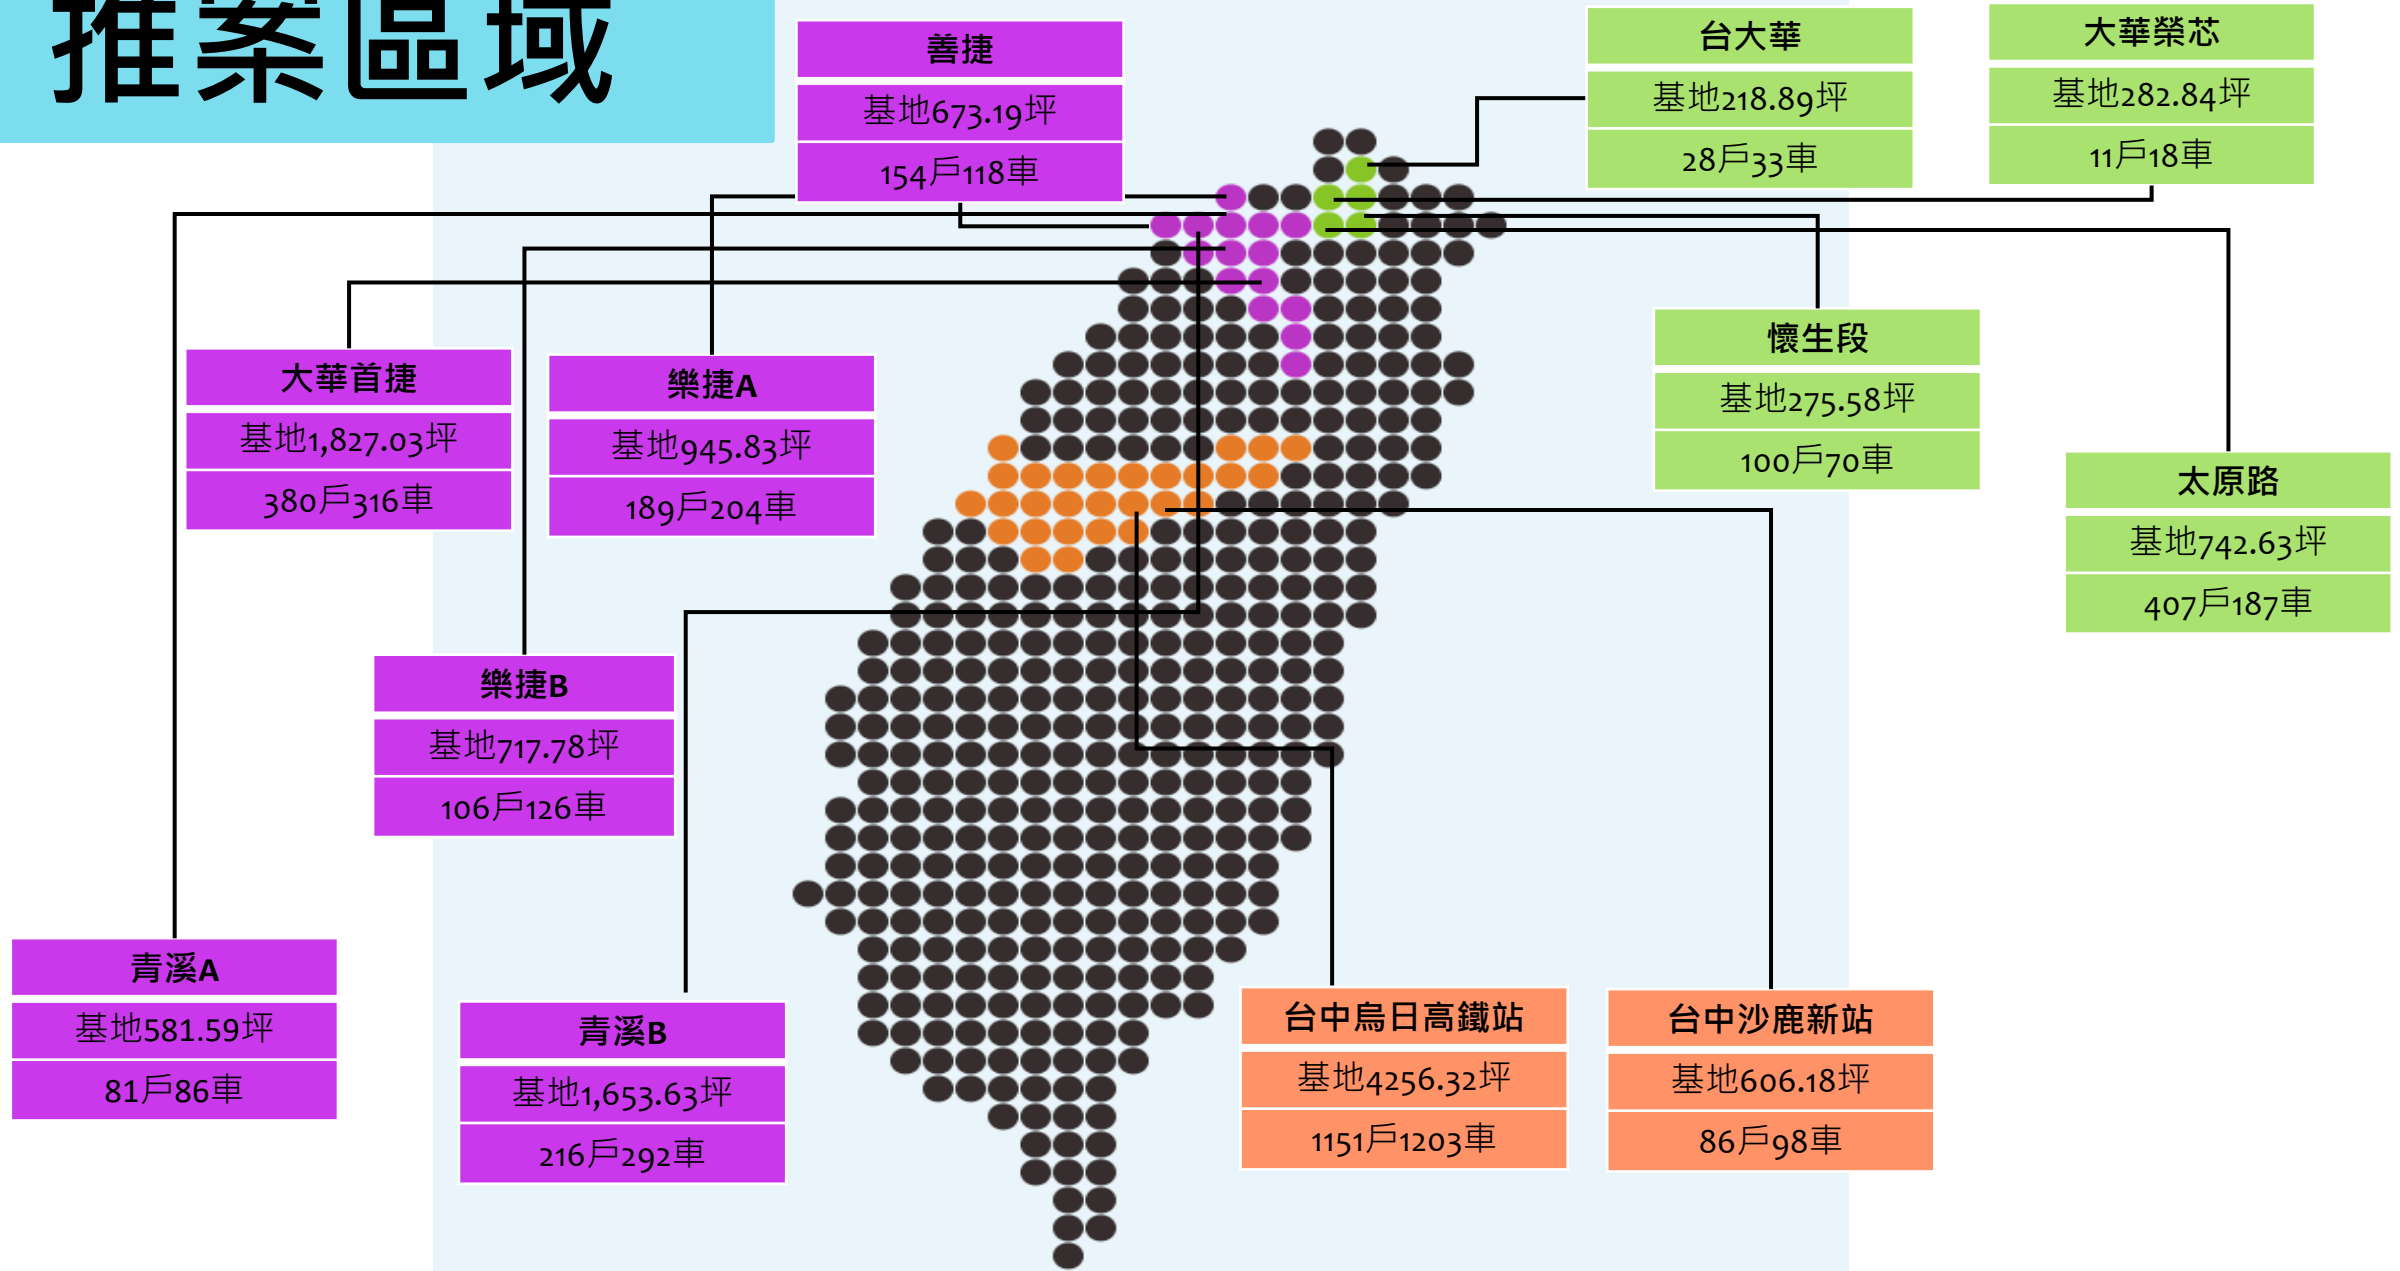 推案區域
善捷
基地673.19坪
154戶118車
台大華
基地218.89坪
28戶33車
大華榮芯
基地282.84坪
11戶18車
大華首捷
基地1,827.03坪
380戶316車
樂捷A
基地945.83坪
189戶204車
懷生段
基地275.58坪
100戶70車
太原路
基地742.63坪
407戶187車
樂捷B
基地717.78坪
106戶126車
青溪A
基地581.59坪
81戶86車
青溪B
基地1,653.63坪
216戶292車
台中烏日高鐵站
基地4256.32坪
1151戶1203車
台中沙鹿新站
基地606.18坪
86戶98車